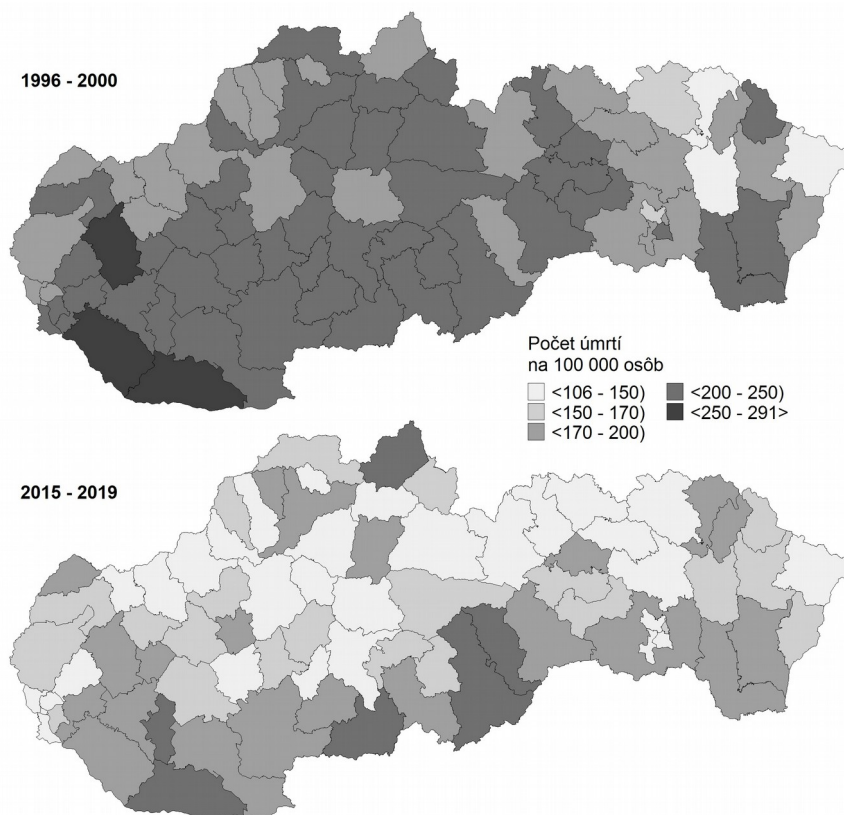 1996 - 2000
Počet úmrtí
na 100 000 osôb
<106 - 150)
<150 - 170)
<170 - 200)
<200 - 250)
<250 - 291>
2015 - 2019